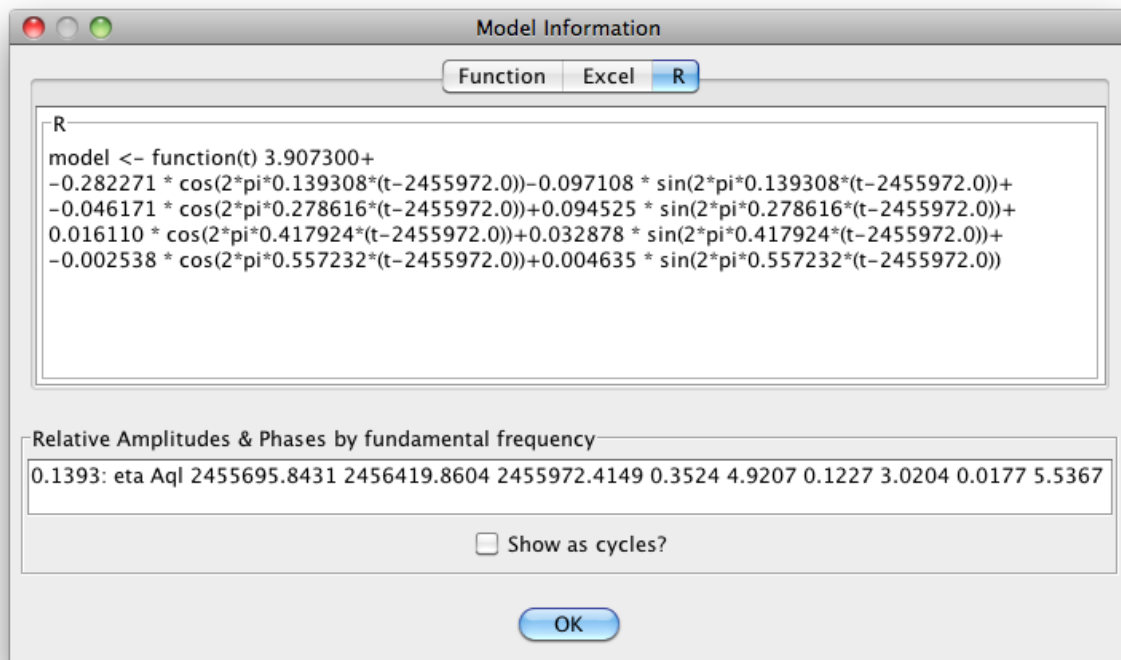 Model Information
Function Excel R
R
model <- function(t) 3.907300+
-0.282271 * cos(2*pi*0.139308*(t-2455972.0))-0.097108 * sin(2*pi*0.139308*(t-2455972.0))+
-0.046171 * cos(2*pi*0.278616*(t-2455972.0))+0.094525 * sin(2*pi*0.278616*(t-2455972.0))+
0.016110 * cos(2*pi*0.417924*(t-2455972.0))+0.032878 * sin(2*pi*0.417924*(t-2455972.0))+
-0.002538 * cos(2*pi*0.557232*(t-2455972.0))+0.004635 * sin(2*pi*0.557232*(t-2455972.0))
Relative Amplitudes & Phases by fundamental frequency
0.1393: eta Aql 2455695.8431 2456419.8604 2455972.4149 0.3524 4.9207 0.1227 3.0204 0.0177 5.5367
Show as cycles?
OK